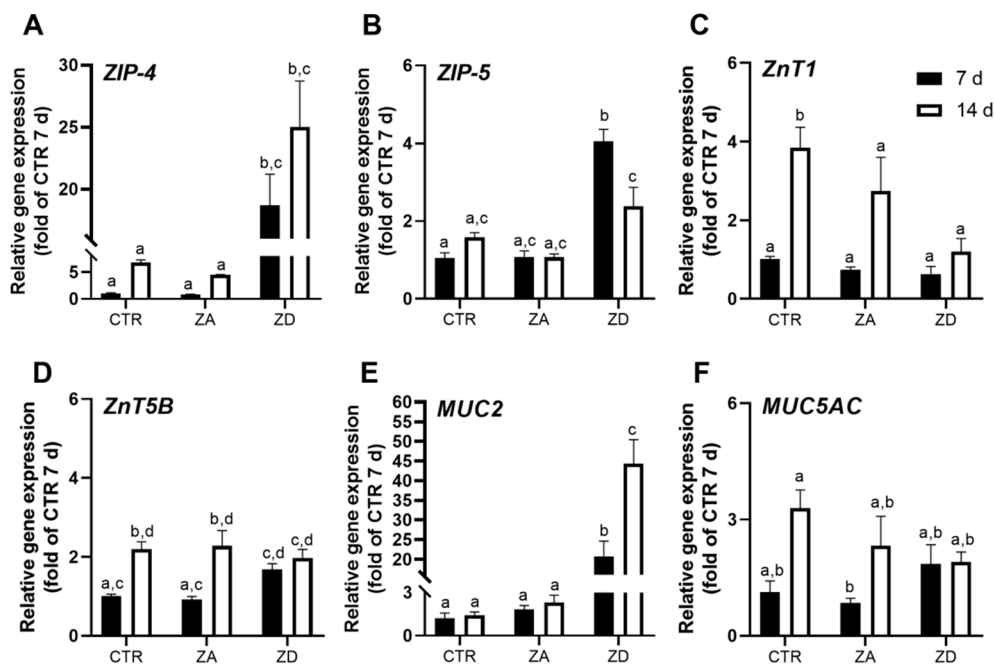 A
ZIP-4
Relative gene expression
(fold of CTR 7 d)
30
25
20
5
0
a
a
a
a
b,c
b,c
CTR
ZA
ZD
B
ZIP-5
Relative gene expression
(fold of CTR 7 d)
6
4
2
0
a
a,c
a,c
a,c
b
c
CTR
ZA
ZD
C
ZnT1
Relative gene expression
(fold of CTR 7 d)
6
4
2
0
a
b
a
a
a
a
CTR
ZA
ZD
7 d
14 d
D
ZnT5B
Relative gene expression
(fold of CTR 7 d)
6
4
2
0
a,c
b,d
a,c
b,d
c,d
c,d
CTR
ZA
ZD
E
MUC2
Relative gene expression
(fold of CTR 7 d)
60
55
50
45
40
35
30
25
20
3
0
a
a
a
a
b
c
CTR
ZA
ZD
F
MUC5AC
Relative gene expression
(fold of CTR 7 d)
6
3
0
a,b
a
b
a,b
a,b
a,b
CTR
ZA
ZD